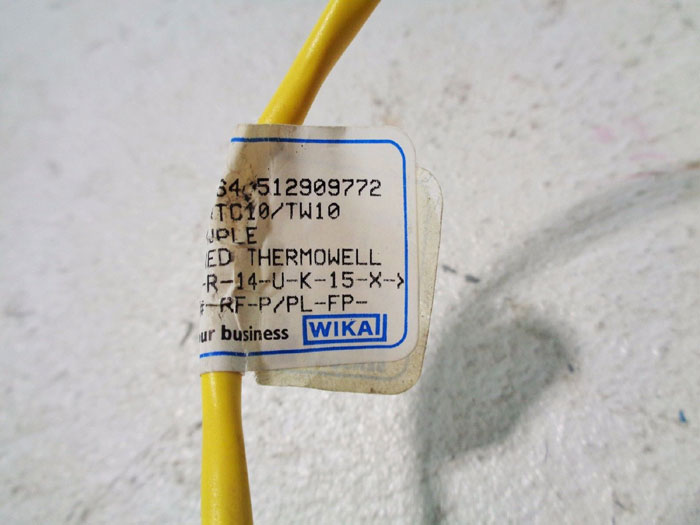 S4 512909772
TC10/TW10
UPLE
ED THERMOWELL
-R-14-U-K-15-X->
-RF-P/PL-FP-
ur business WIKA